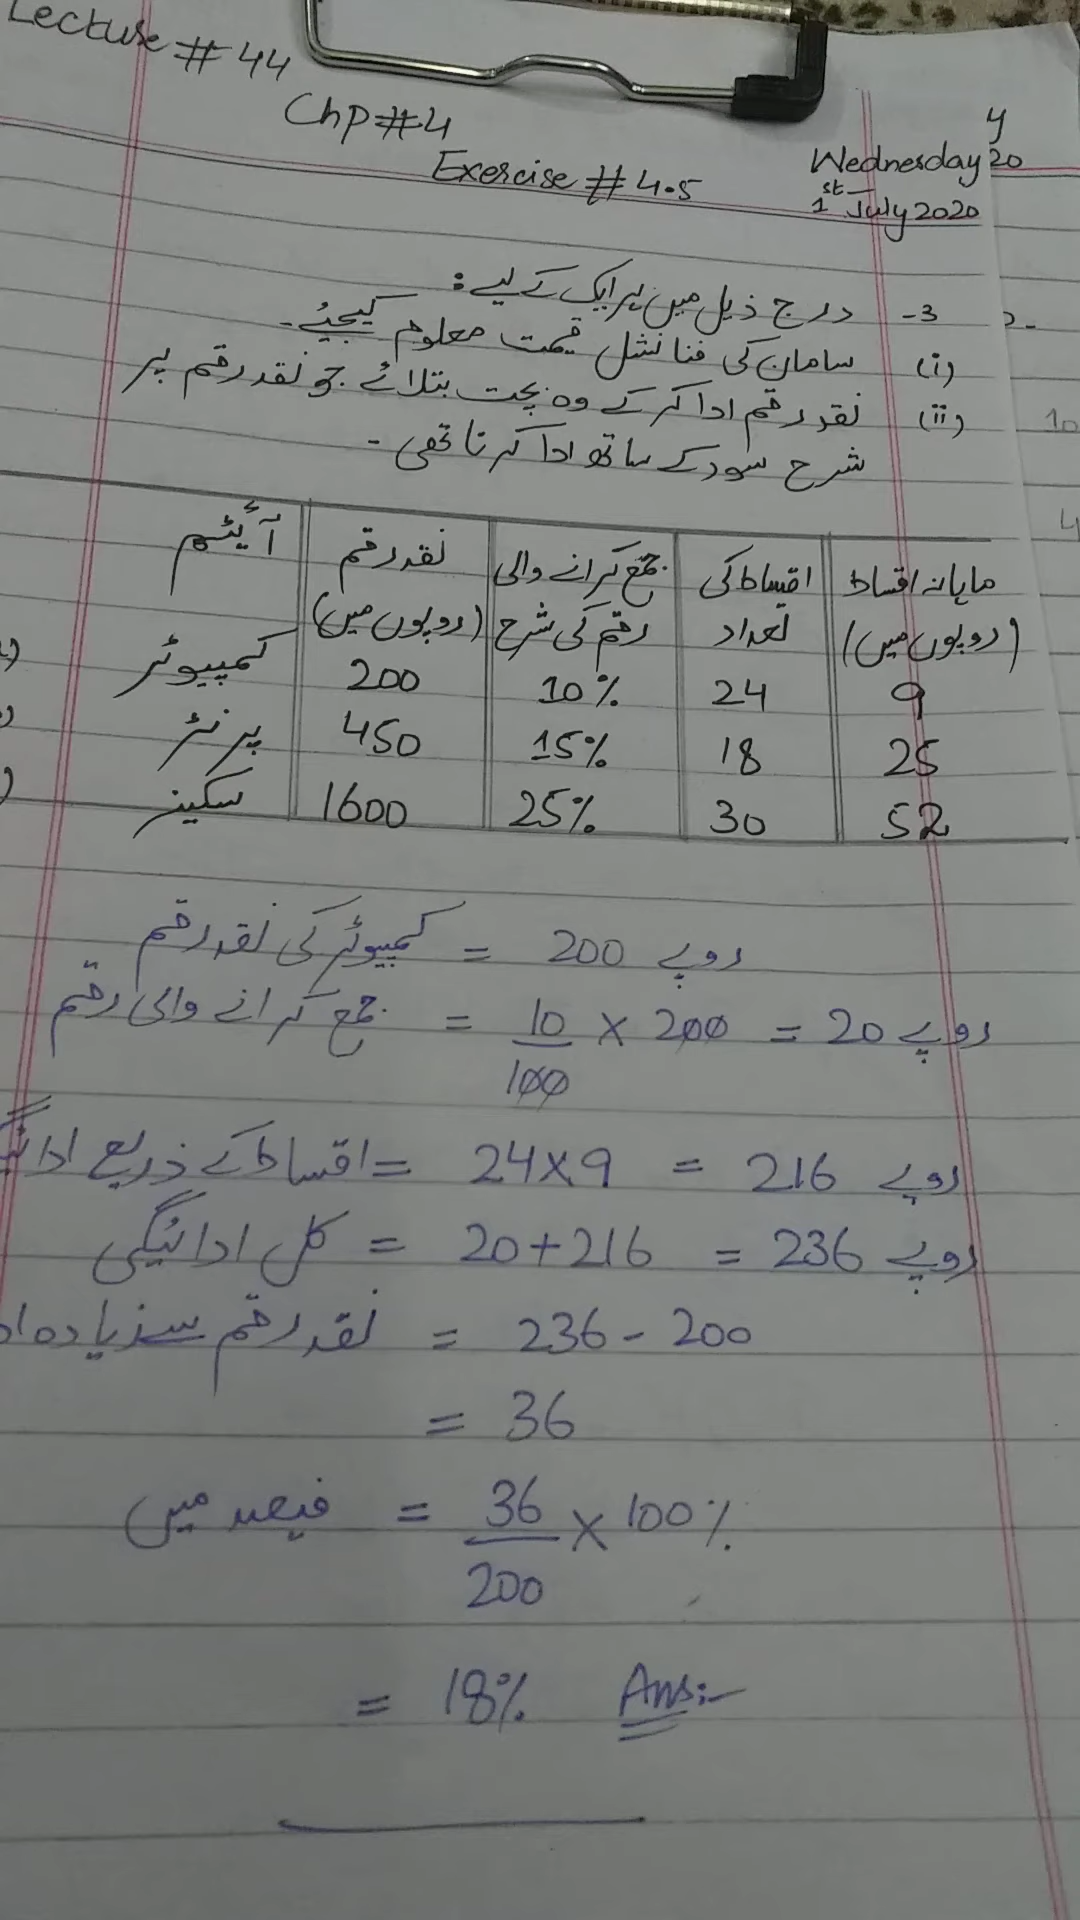 Lecture # 44
Chp#4
Exercise # 4.5
Wednesday
1st July 2020
3- درج ذیل میں ہر ایک کے لیے:
(i) سامان کی فنانشل قیمت معلوم کیجیئے۔
(ii) نقد رقم ادا کر کے وہ بچت بتلائے جو نقد رقم پر
شرح سود کے ساتھ ادا کرنا تھی۔
آئیٹم نقد رقم جمع کرانے والی اقساط کی ماہانہ اقساط
(روپوں میں) رقم کی شرح تعداد (روپوں میں)
کمپیوٹر 200 10% 24 9
پرنٹر 450 15% 18 25
سکینر 1600 25% 30 52
کمپیوٹر کی نقد رقم = 200 روپے
جمع کرانے والی رقم = 10/100 × 200 = 20 روپے
اقساط کے ذریعے = 24×9 = 216 روپے
کل ادائیگی = 20+216 = 236 روپے
نقد رقم سے زیادہ = 236 - 200
= 36
فیصد میں = 36/200 × 100%
= 18% Ans:-